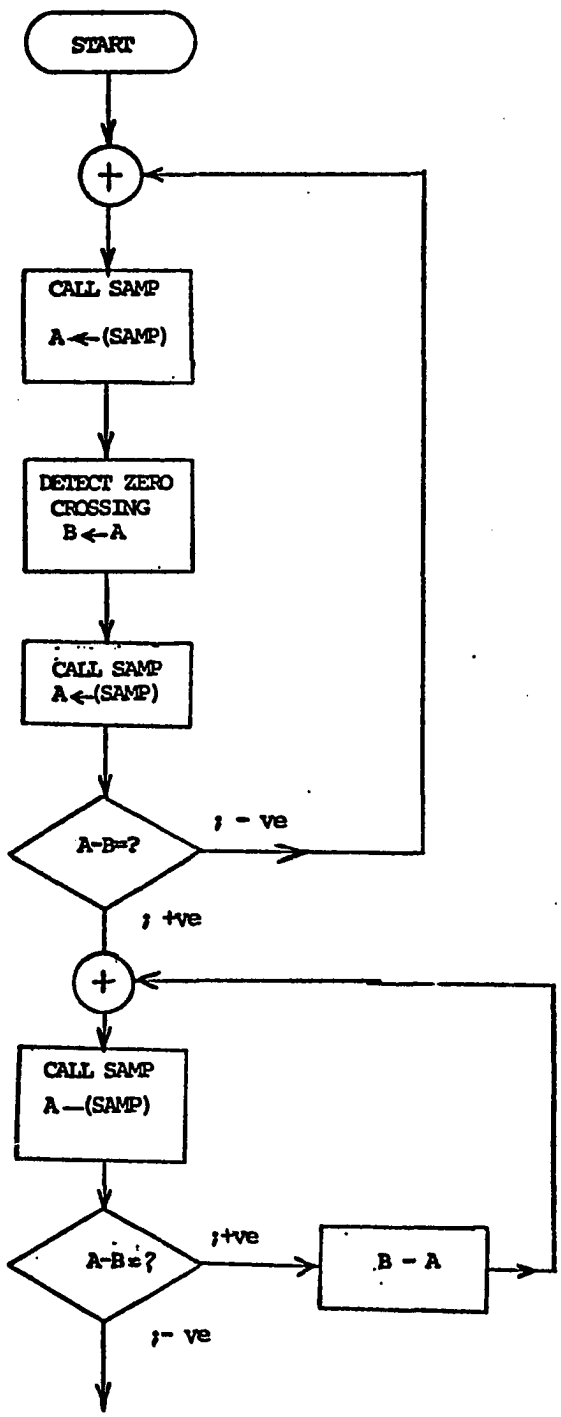 START
+
CALL SAMP
A ← (SAMP)
DETECT ZERO
CROSSING
B ← A
CALL SAMP
A ← (SAMP)
A-B=?
; - ve
; +ve
+
CALL SAMP
A — (SAMP)
A-B=?
;+ve
B - A
;- ve